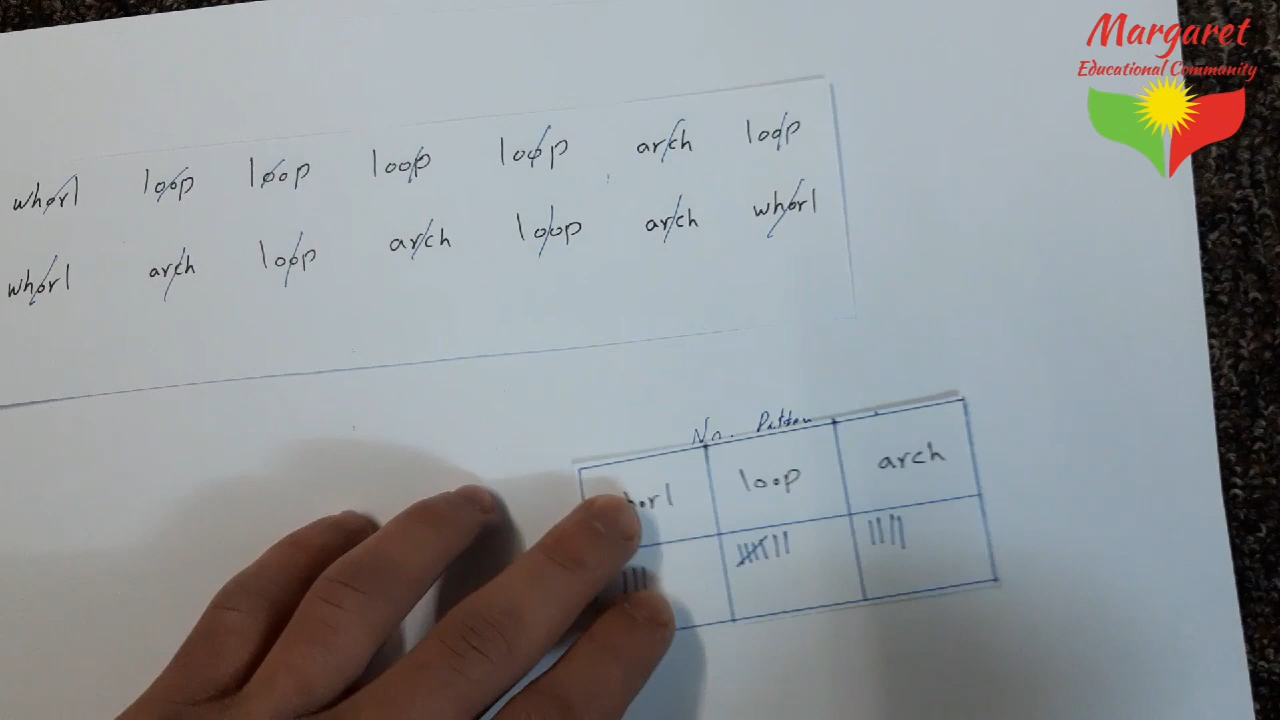 Margaret
Educational Community
whorl loop loop loop loop arch loop
whorl arch loop arch loop arch whorl
No. Pattern
loop arch